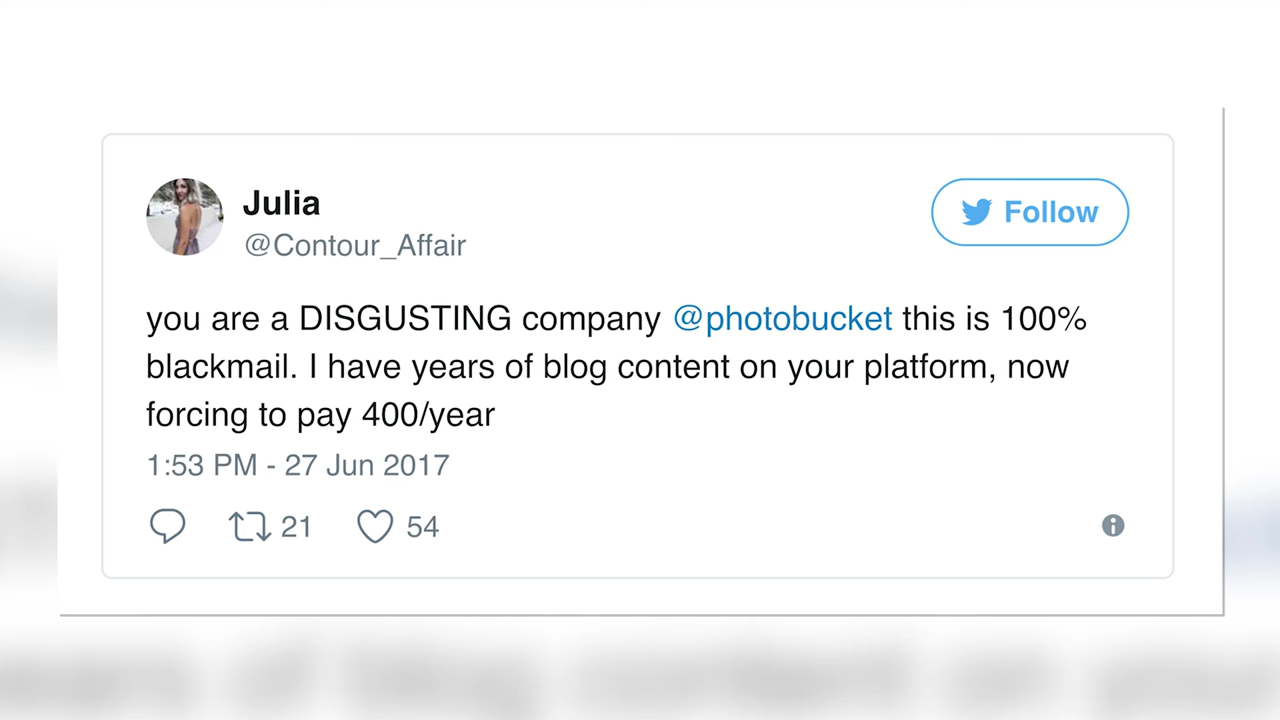 Julia
@Contour_Affair
Follow
you are a DISGUSTING company @photobucket this is 100%
blackmail. I have years of blog content on your platform, now
forcing to pay 400/year
1:53 PM - 27 Jun 2017
21 54